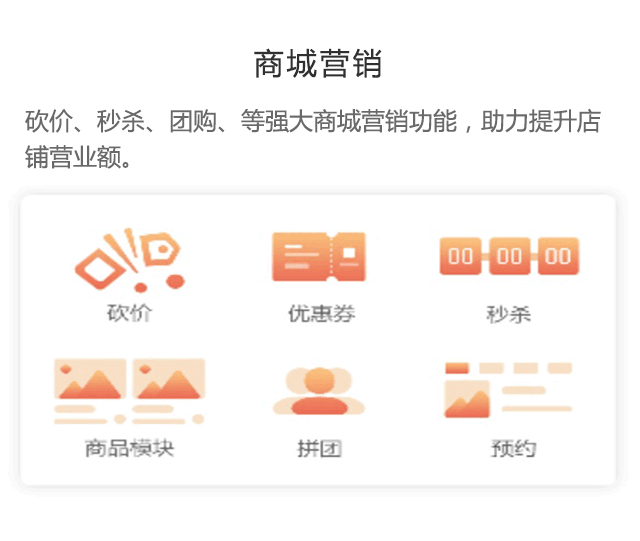 商城营销
砍价、秒杀、团购、等强大商城营销功能，助力提升店
铺营业额。
00 00 00
砍价 优惠券 秒杀
商品模块 拼团 预约